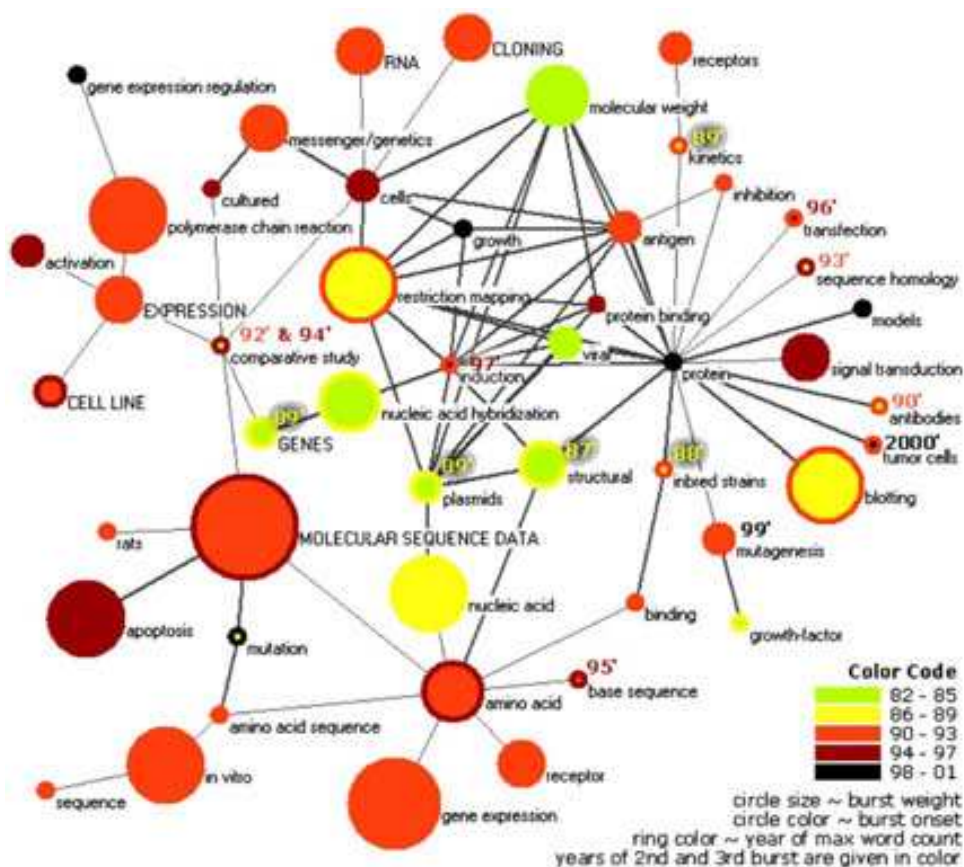 RNA
CLONING
receptors
gene expression regulation
molecular weight
messenger/genetics
89'
kinetics
cultured
cells
inhibition
polymerase chain reaction
growth
antigen
96'
transfection
activation
93'
sequence homology
restriction mapping
EXPRESSION
protein binding
models
92' & 94'
comparative study
viral
97'
induction
protein
signal transduction
CELL LINE
nucleic acid hybridization
90'
antibodies
89'
GENES
2000'
tumor cells
89'
plasmids
87'
structural
88'
inbred strains
blotting
rats
MOLECULAR SEQUENCE DATA
99'
mutagenesis
nucleic acid
apoptosis
mutation
binding
growth-factor
95'
base sequence
amino acid
amino acid sequence
in vitro
receptor
sequence
gene expression
Color Code
82 - 85
86 - 89
90 - 93
94 - 97
98 - 01
circle size ~ burst weight
circle color ~ burst onset
ring color ~ year of max word count
years of 2nd and 3rd burst are given in color